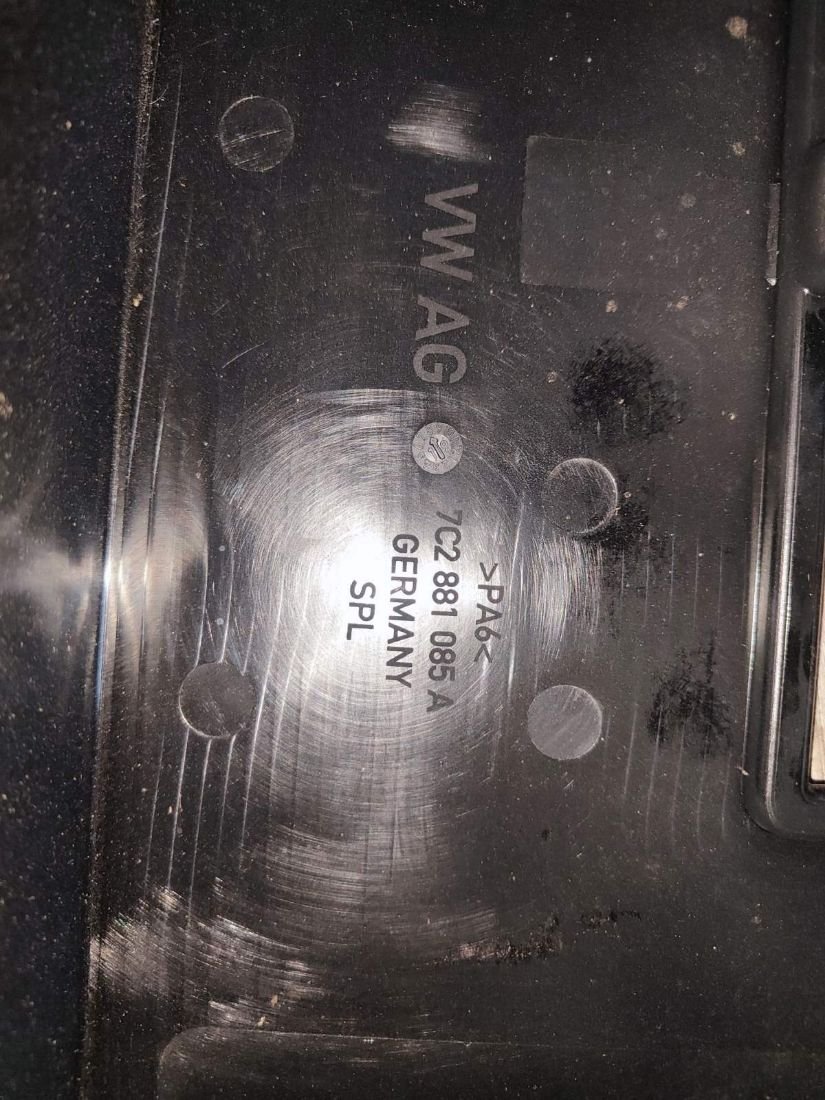 VW AG
>PA6<
7C2 881 085 A
GERMANY
SPL